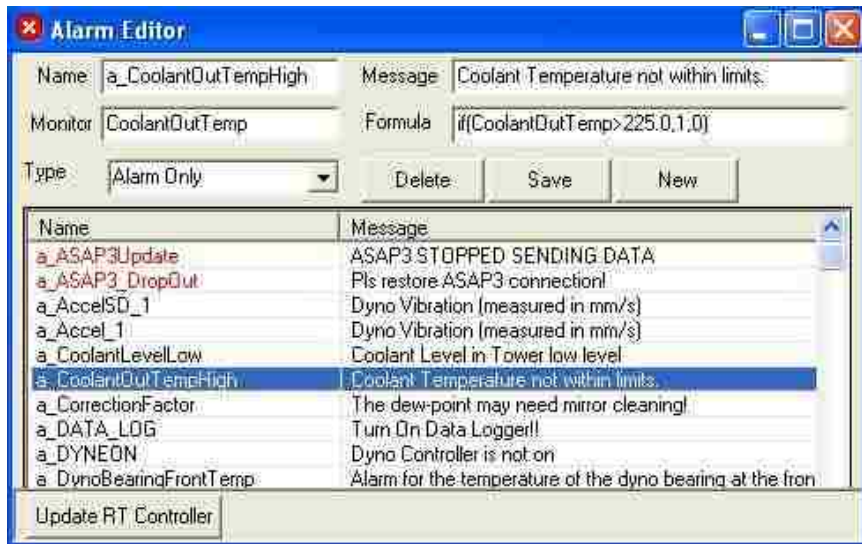 Alarm Editor
Name a_CoolantOutTempHigh Message Coolant Temperature not within limits.
Monitor CoolantOutTemp Formula if(CoolantOutTemp>225.0,1,0)
Type Alarm Only Delete Save New
Name Message
a_ASAP3Update ASAP3 STOPPED SENDING DATA
a_ASAP3_DropOut Pls restore ASAP3 connection!
a_AccelSD_1 Dyno Vibration (measured in mm/s)
a_Accel_1 Dyno Vibration (measured in mm/s)
a_CoolantLevelLow Coolant Level in Tower low level
a_CoolantOutTempHigh Coolant Temperature not within limits.
a_CorrectionFactor The dew-point may need mirror cleaning!
a_DATA_LOG Turn On Data Logger!!
a_DYNEON Dyno Controller is not on
a_DynoBearingFrontTemp Alarm for the temperature of the dyno bearing at the fron
Update RT Controller